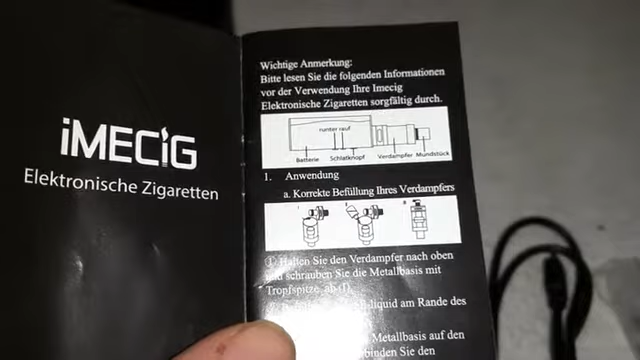 iMECiG
Elektronische Zigaretten
Wichtige Anmerkung:
Bitte lesen Sie die folgenden Informationen
vor der Verwendung Ihre Imecig
Elektronische Zigaretten sorgfältig durch.
runter rauf
Batterie Schlatknopf Verdampfer Mundstück
1. Anwendung
a. Korrekte Befüllung Ihres Verdampfers
Halten Sie den Verdampfer nach oben
und schrauben Sie die Metallbasis mit
Tropfspitze, ab (I).
liquid am Rande des
Metallbasis auf den
binden Sie den